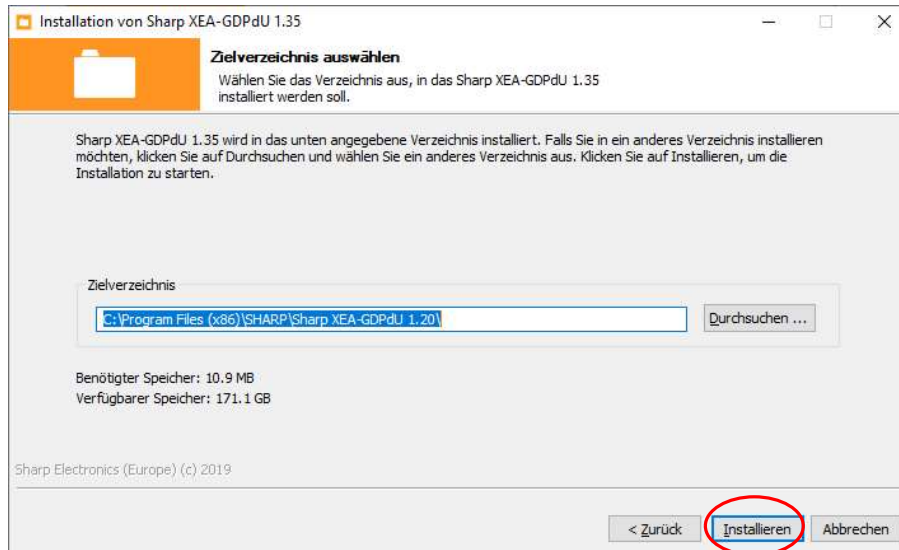 Installation von Sharp XEA-GDPdU 1.35
Zielverzeichnis auswählen
Wählen Sie das Verzeichnis aus, in das Sharp XEA-GDPdU 1.35
installiert werden soll.
Sharp XEA-GDPdU 1.35 wird in das unten angegebene Verzeichnis installiert. Falls Sie in ein anderes Verzeichnis installieren
möchten, klicken Sie auf Durchsuchen und wählen Sie ein anderes Verzeichnis aus. Klicken Sie auf Installieren, um die
Installation zu starten.
Zielverzeichnis
C:\Program Files (x86)\SHARP\Sharp XEA-GDPdU 1.20\
Durchsuchen ...
Benötigter Speicher: 10.9 MB
Verfügbarer Speicher: 171.1 GB
Sharp Electronics (Europe) (c) 2019
< Zurück Installieren Abbrechen